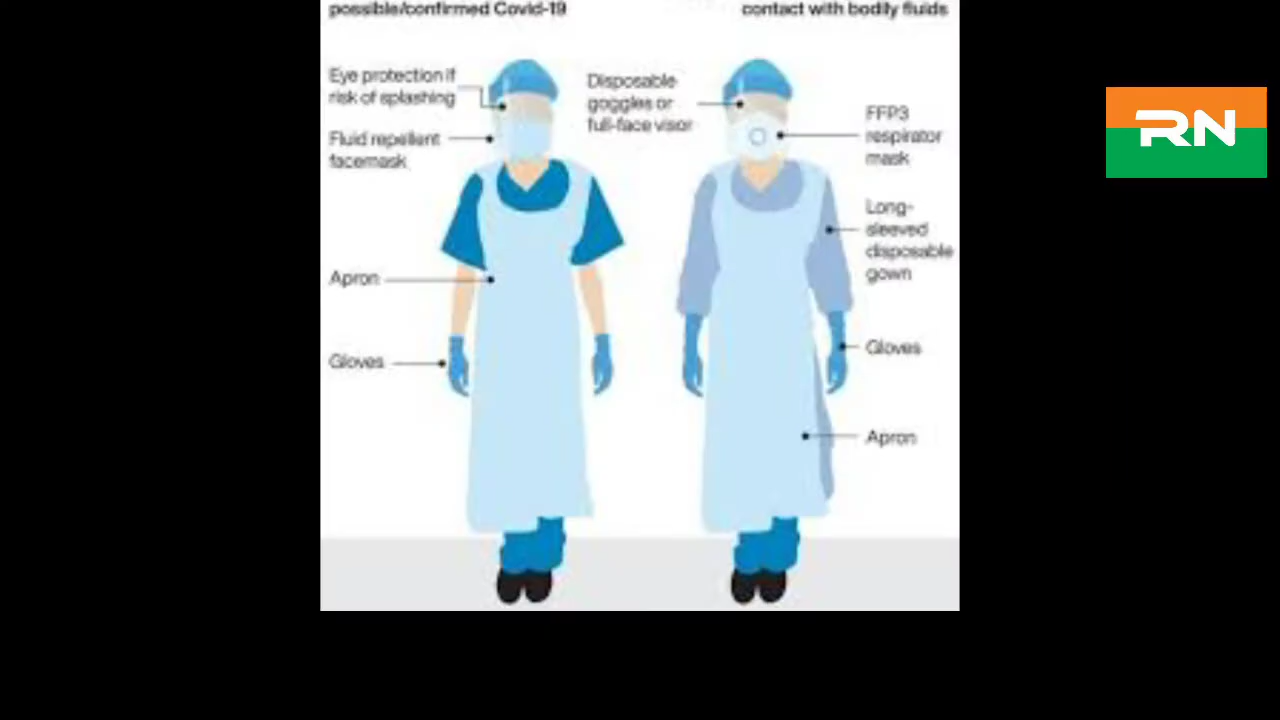 possible/confirmed Covid-19
contact with bodily fluids
Eye protection if
risk of splashing
Fluid repellent
facemask
Apron
Gloves
Disposable
goggles or
full-face visor
FFP3
respirator
mask
Long-
sleeved
disposable
gown
Gloves
Apron
RN